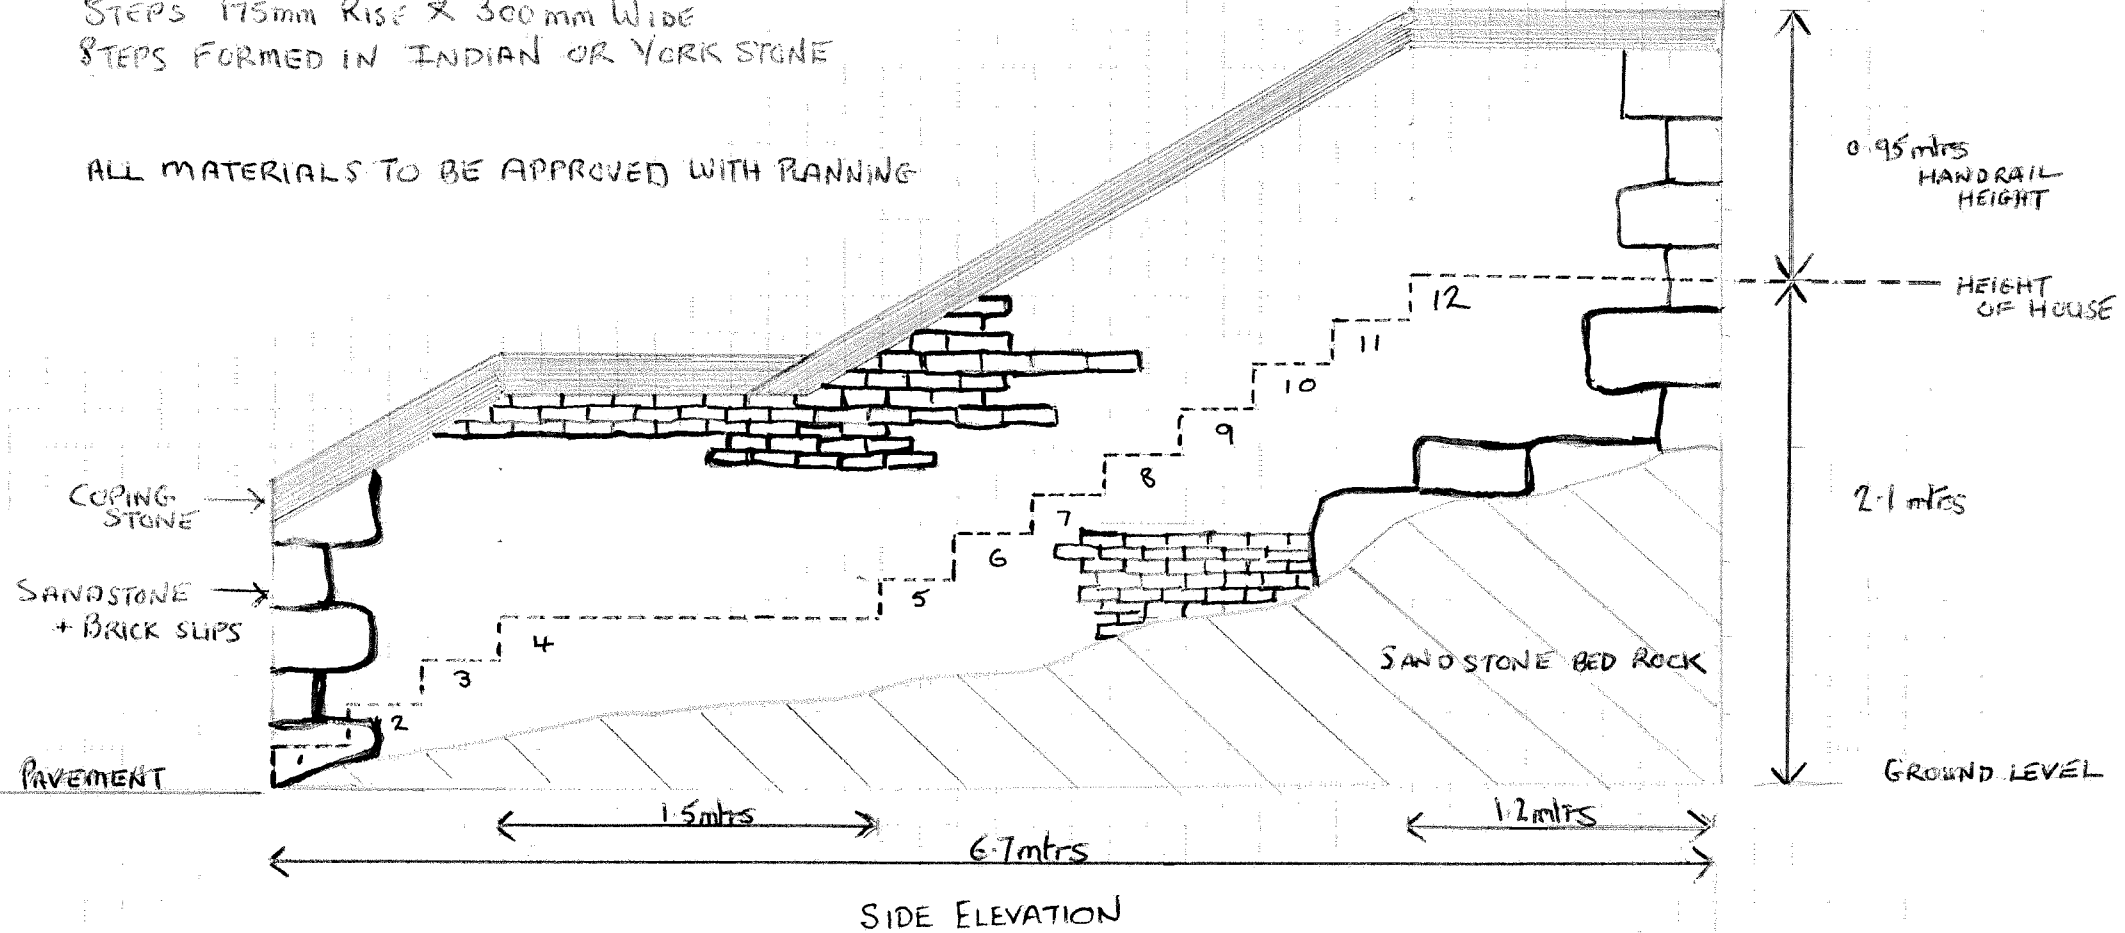 STEPS 175mm RISE X 300mm WIDE
STEPS FORMED IN INDIAN OR YORK STONE
ALL MATERIALS TO BE APPROVED WITH PLANNING
0.95mtrs
HANDRAIL
HEIGHT
12
HEIGHT
OF HOUSE
11
10
9
8
COPING
STONE
2.1 mtrs
7
6
SANDSTONE
+ BRICK SLIPS
5
4
SANDSTONE BED ROCK
3
2
1
PAVEMENT
GROUND LEVEL
1.5mtrs
1.2mtrs
6.7mtrs
SIDE ELEVATION